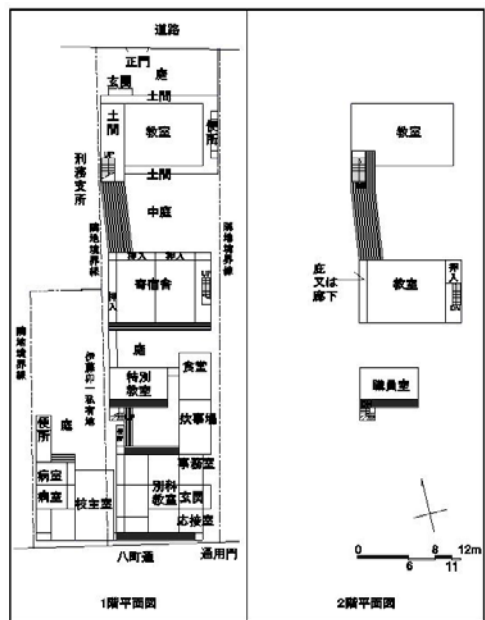 道路
正門
庭
玄関
土間
土間
教室
便所
UP
土間
刑務支所
中庭
隣地境界線
隣地境界線
押入 押入
寄宿舎
UP
押入
隣地境界線
伊藤卯一私有地
庭
食堂
特別教室
炊事場
便所
庭
事務室
病室
病室
校主室
別科教室
玄関
応接室
八町通
通用門
1階平面図
教室
庇又は廊下
教室
押入
職員室
0 8 12m
6 11
2階平面図